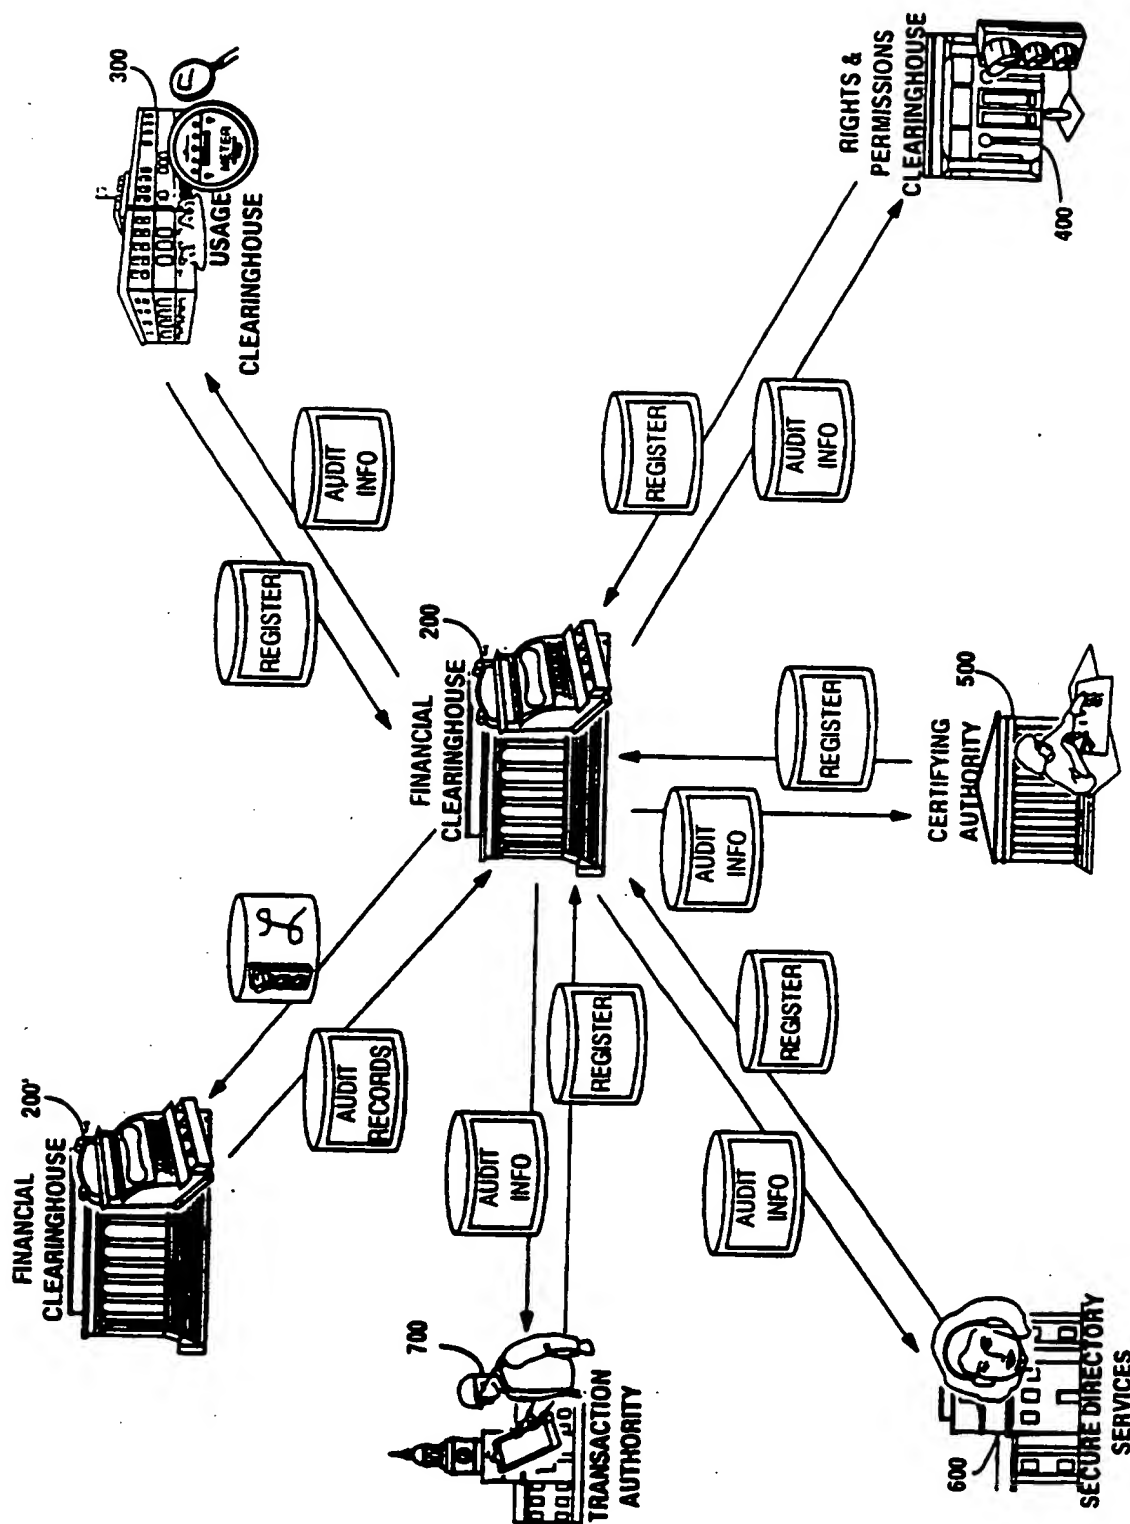 FINANCIAL
CLEARINGHOUSE
200'
300
METER
USAGE
CLEARINGHOUSE
AUDIT
RECORDS
REGISTER
AUDIT
INFO
FINANCIAL
CLEARINGHOUSE
200
TRANSACTION
AUTHORITY
700
AUDIT
INFO
REGISTER
REGISTER
AUDIT
INFO
RIGHTS &
PERMISSIONS
CLEARINGHOUSE
400
AUDIT
INFO
REGISTER
AUDIT
INFO
REGISTER
SECURE DIRECTORY
SERVICES
600
CERTIFYING
AUTHORITY
500